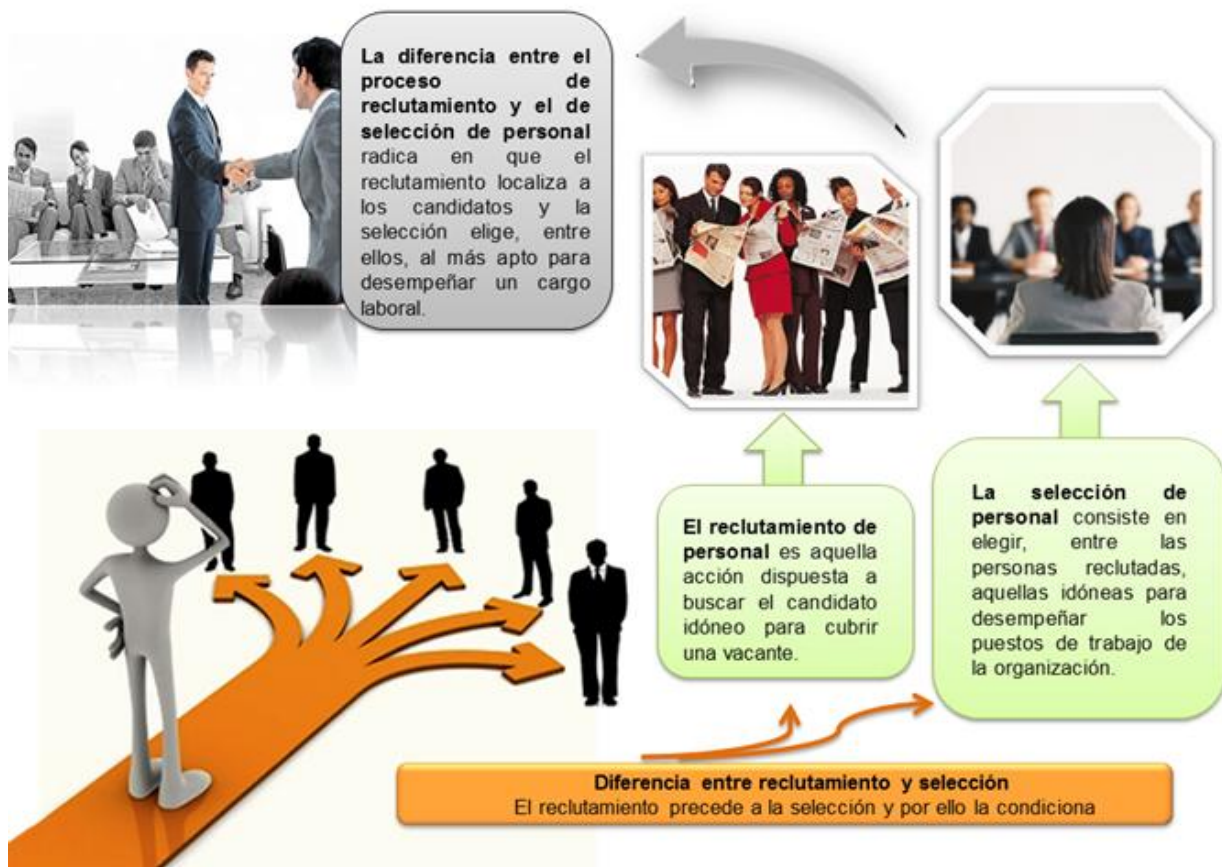 La diferencia entre el
proceso de
reclutamiento y el de
selección de personal
radica en que el
reclutamiento localiza a
los candidatos y la
selección elige, entre
ellos, al más apto para
desempeñar un cargo
laboral.
El reclutamiento de
personal es aquella
acción dispuesta a
buscar el candidato
idóneo para cubrir
una vacante.
La selección de
personal consiste en
elegir, entre las
personas reclutadas,
aquellas idóneas para
desempeñar los
puestos de trabajo de
la organización.
Diferencia entre reclutamiento y selección
El reclutamiento precede a la selección y por ello la condiciona